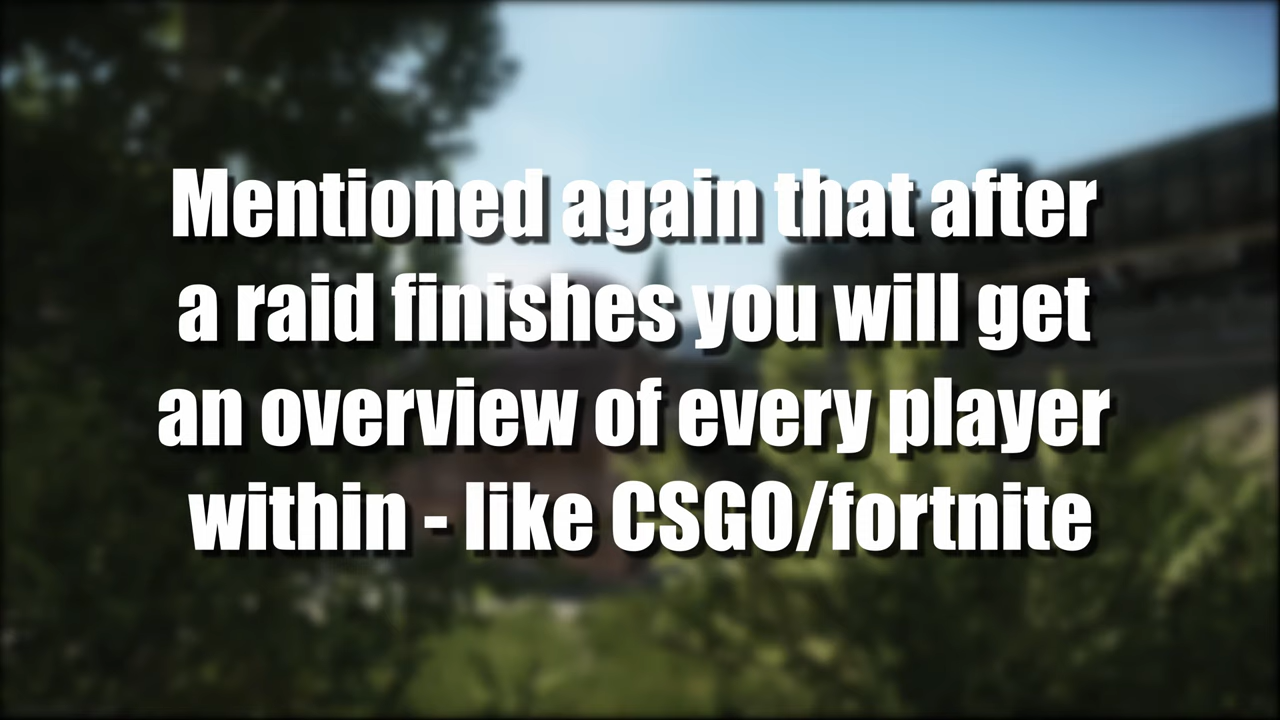 Mentioned again that after
a raid finishes you will get
an overview of every player
within - like CSGO/fortnite